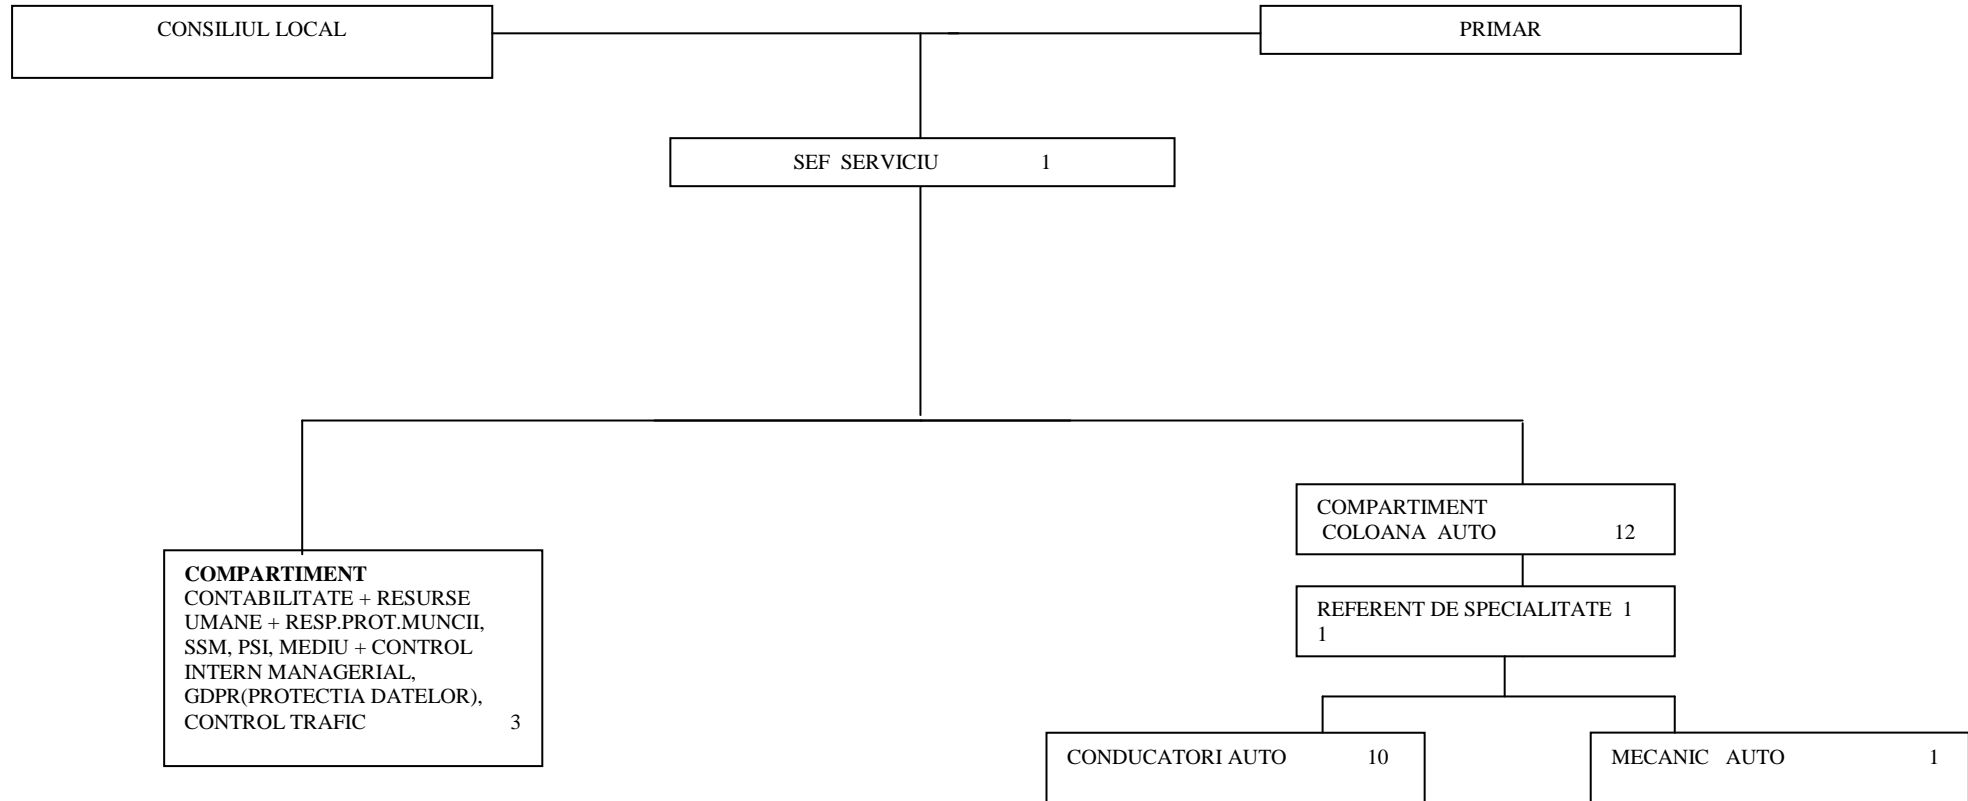 CONSILIUL LOCAL
PRIMAR
SEF SERVICIU 1
COMPARTIMENT
CONTABILITATE + RESURSE
UMANE + RESP.PROT.MUNCII,
SSM, PSI, MEDIU + CONTROL
INTERN MANAGERIAL,
GDPR(PROTECTIA DATELOR),
CONTROL TRAFIC 3
COMPARTIMENT
COLOANA AUTO 12
REFERENT DE SPECIALITATE 1
1
CONDUCATORI AUTO 10
MECANIC AUTO 1